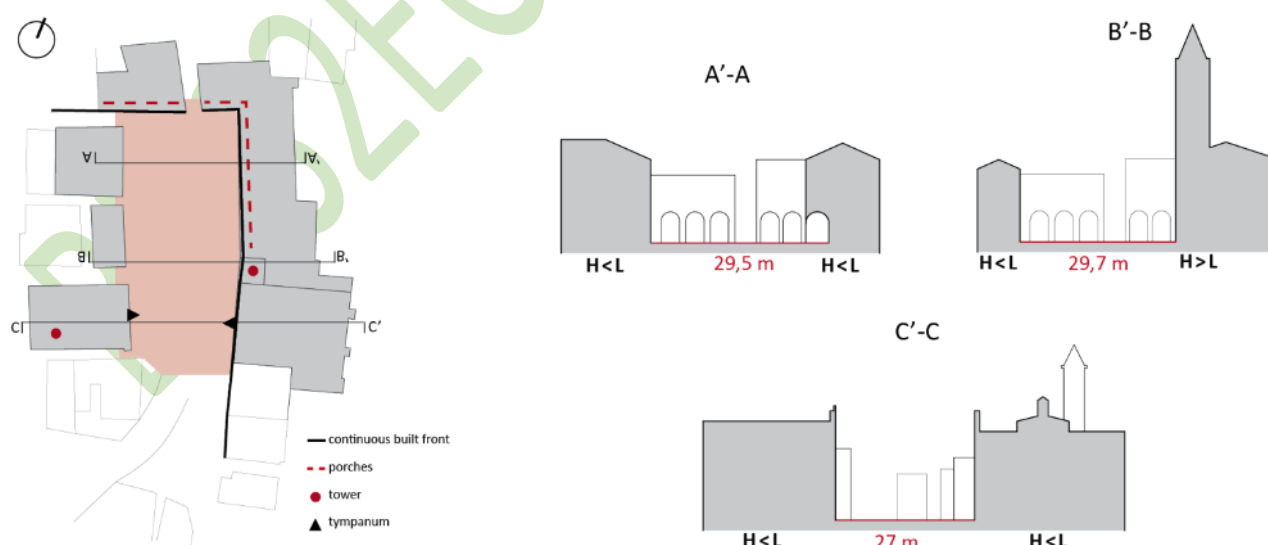 A'-A
B'-B
A
A'
B
B'
C
C'
H<L
29,5 m
H<L
H<L
29,7 m
H>L
C'-C
continuous built front
porches
tower
tympanum
H<L
27 m
H<L